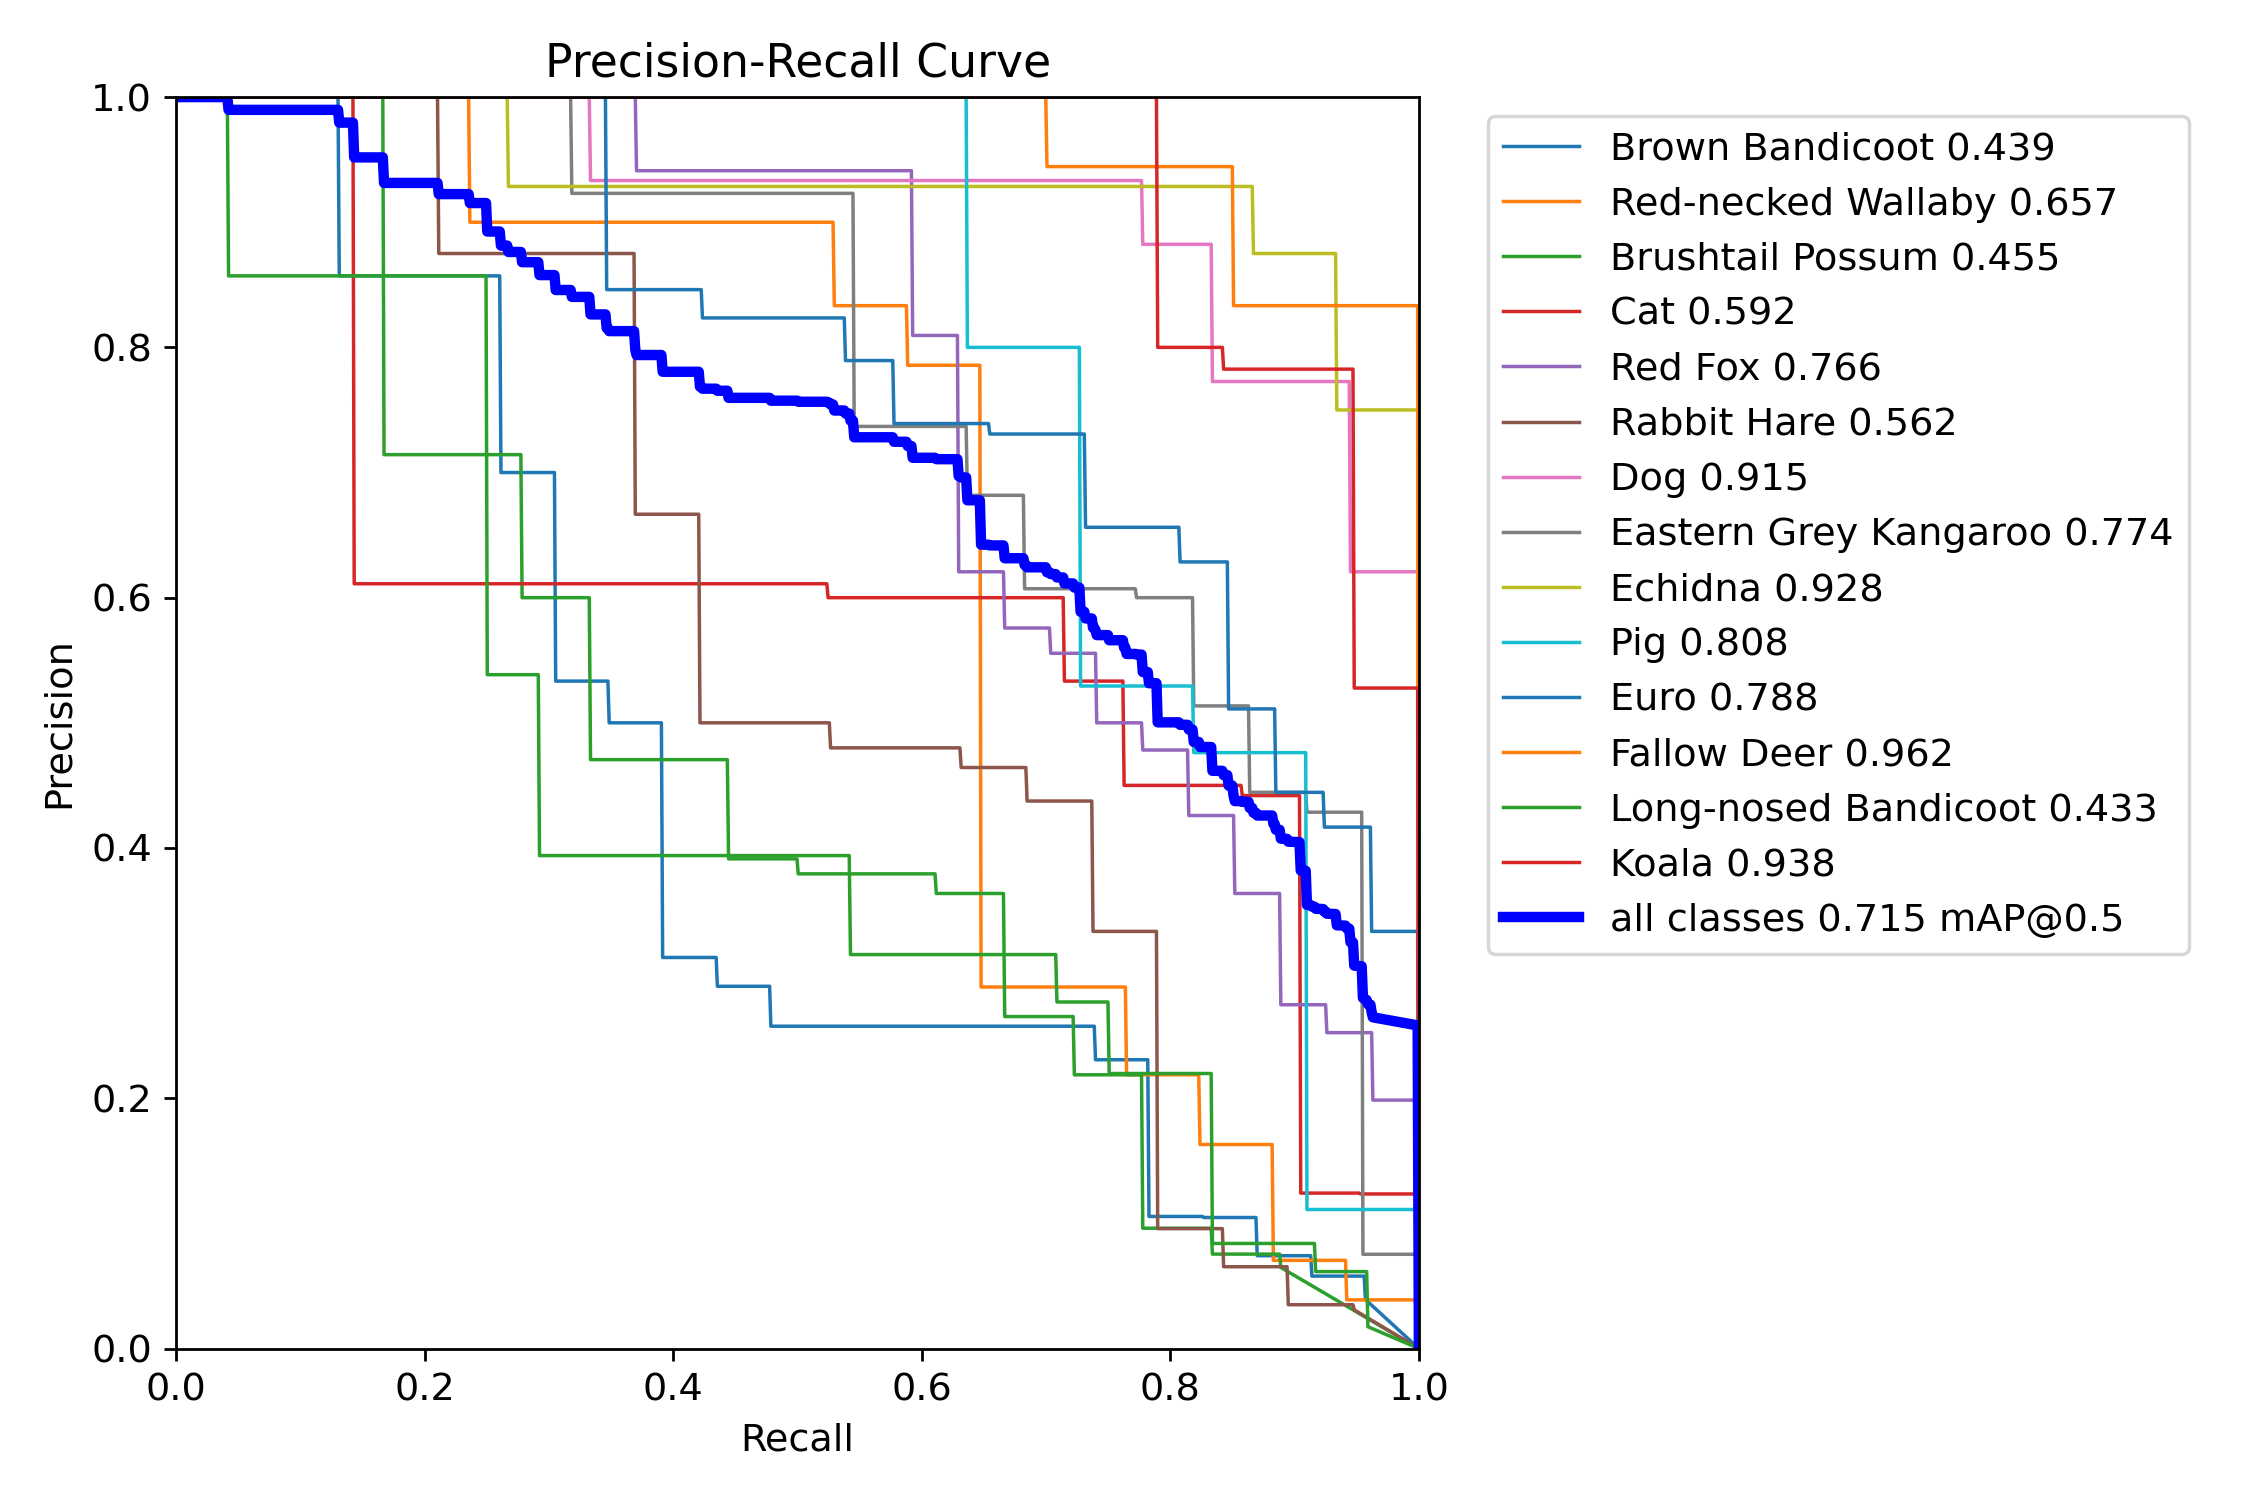 Precision-Recall Curve
1.0
0.8
0.6
0.4
0.2
0.0
Precision
0.0 0.2 0.4 0.6 0.8 1.0
Recall
Brown Bandicoot 0.439
Red-necked Wallaby 0.657
Brushtail Possum 0.455
Cat 0.592
Red Fox 0.766
Rabbit Hare 0.562
Dog 0.915
Eastern Grey Kangaroo 0.774
Echidna 0.928
Pig 0.808
Euro 0.788
Fallow Deer 0.962
Long-nosed Bandicoot 0.433
Koala 0.938
all classes 0.715 mAP@0.5